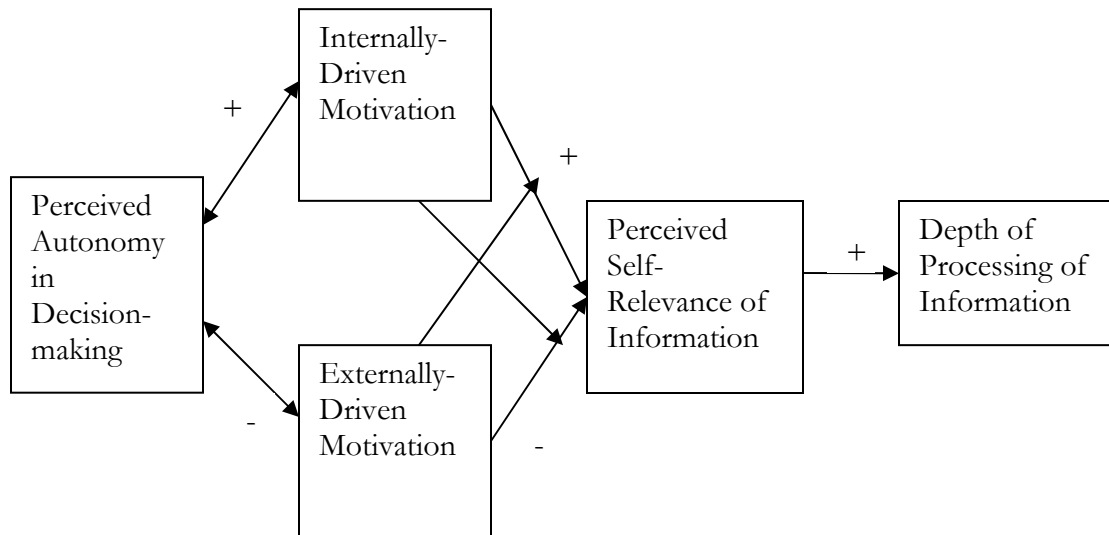 Internally-
Driven
Motivation
+
+
Perceived
Autonomy
in
Decision-
making
Perceived
Self-
Relevance of
Information
+
Depth of
Processing of
Information
Externally-
Driven
Motivation
-
-